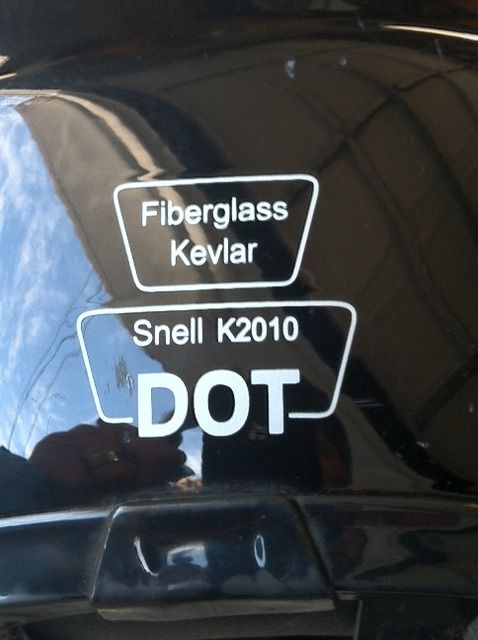 Fiberglass
Kevlar
Snell K2010
DOT